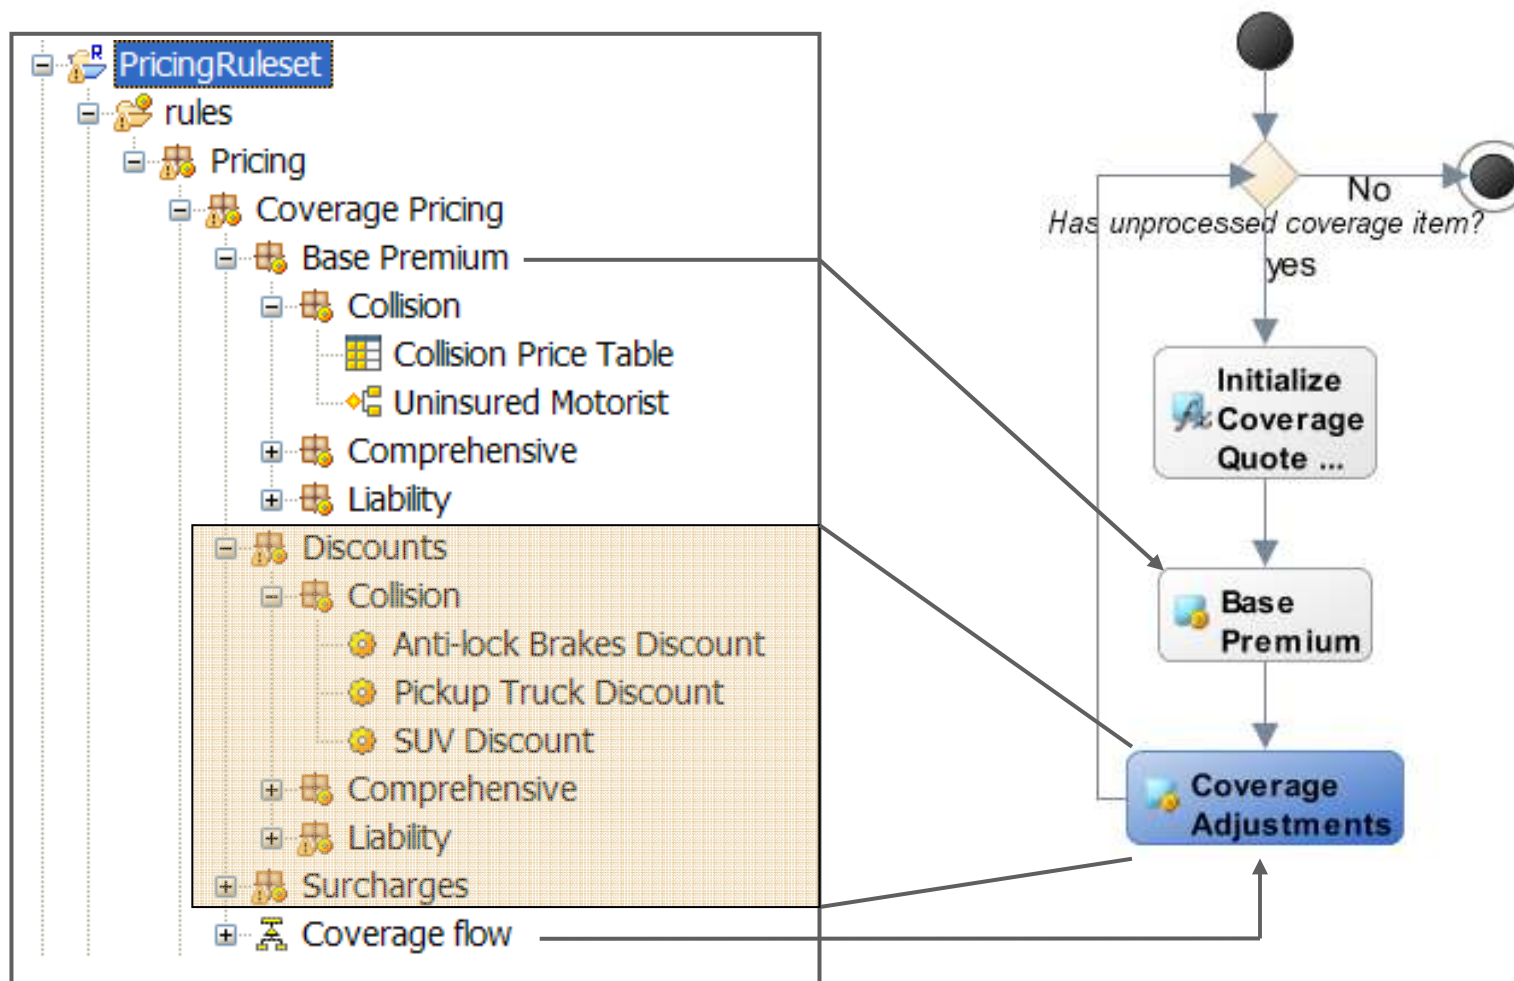 R
PricingRuleset
rules
Pricing
Coverage Pricing
Base Premium
Collision
Collision Price Table
Uninsured Motorist
Comprehensive
Liability
Discounts
Collision
Anti-lock Brakes Discount
Pickup Truck Discount
SUV Discount
Comprehensive
Liability
Surcharges
Coverage flow
No
Has unprocessed coverage item?
yes
Initialize
Coverage
Quote ...
Base
Premium
Coverage
Adjustments